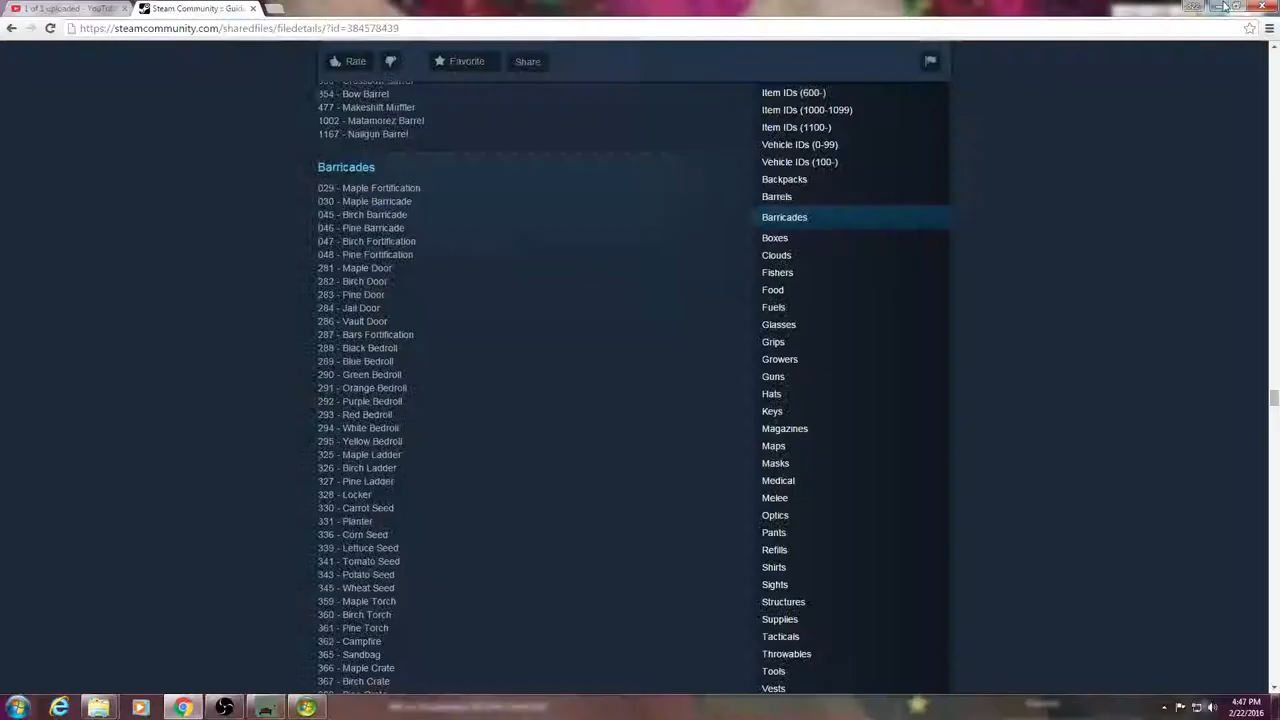 1 of 1 uploaded - YouTu
Steam Community :: Guid
https://steamcommunity.com/sharedfiles/filedetails/?id=384578439
Rate
Favorite
Share
354 - Bow Barrel
477 - Makeshift Muffler
1002 - Matamorez Barrel
1167 - Nailgun Barrel
Barricades
029 - Maple Fortification
030 - Maple Barricade
045 - Birch Barricade
046 - Pine Barricade
047 - Birch Fortification
048 - Pine Fortification
281 - Maple Door
282 - Birch Door
283 - Pine Door
284 - Jail Door
286 - Vault Door
287 - Bars Fortification
288 - Black Bedroll
289 - Blue Bedroll
290 - Green Bedroll
291 - Orange Bedroll
292 - Purple Bedroll
293 - Red Bedroll
294 - White Bedroll
295 - Yellow Bedroll
325 - Maple Ladder
326 - Birch Ladder
327 - Pine Ladder
328 - Locker
330 - Carrot Seed
331 - Planter
336 - Corn Seed
339 - Lettuce Seed
341 - Tomato Seed
343 - Potato Seed
345 - Wheat Seed
359 - Maple Torch
360 - Birch Torch
361 - Pine Torch
362 - Campfire
365 - Sandbag
366 - Maple Crate
367 - Birch Crate
Item IDs (600-)
Item IDs (1000-1099)
Item IDs (1100-)
Vehicle IDs (0-99)
Vehicle IDs (100-)
Backpacks
Barrels
Barricades
Boxes
Clouds
Fishers
Food
Fuels
Glasses
Grips
Growers
Guns
Hats
Keys
Magazines
Maps
Masks
Medical
Melee
Optics
Pants
Refills
Shirts
Sights
Structures
Supplies
Tacticals
Throwables
Tools
Vests
4:47 PM
2/22/2016